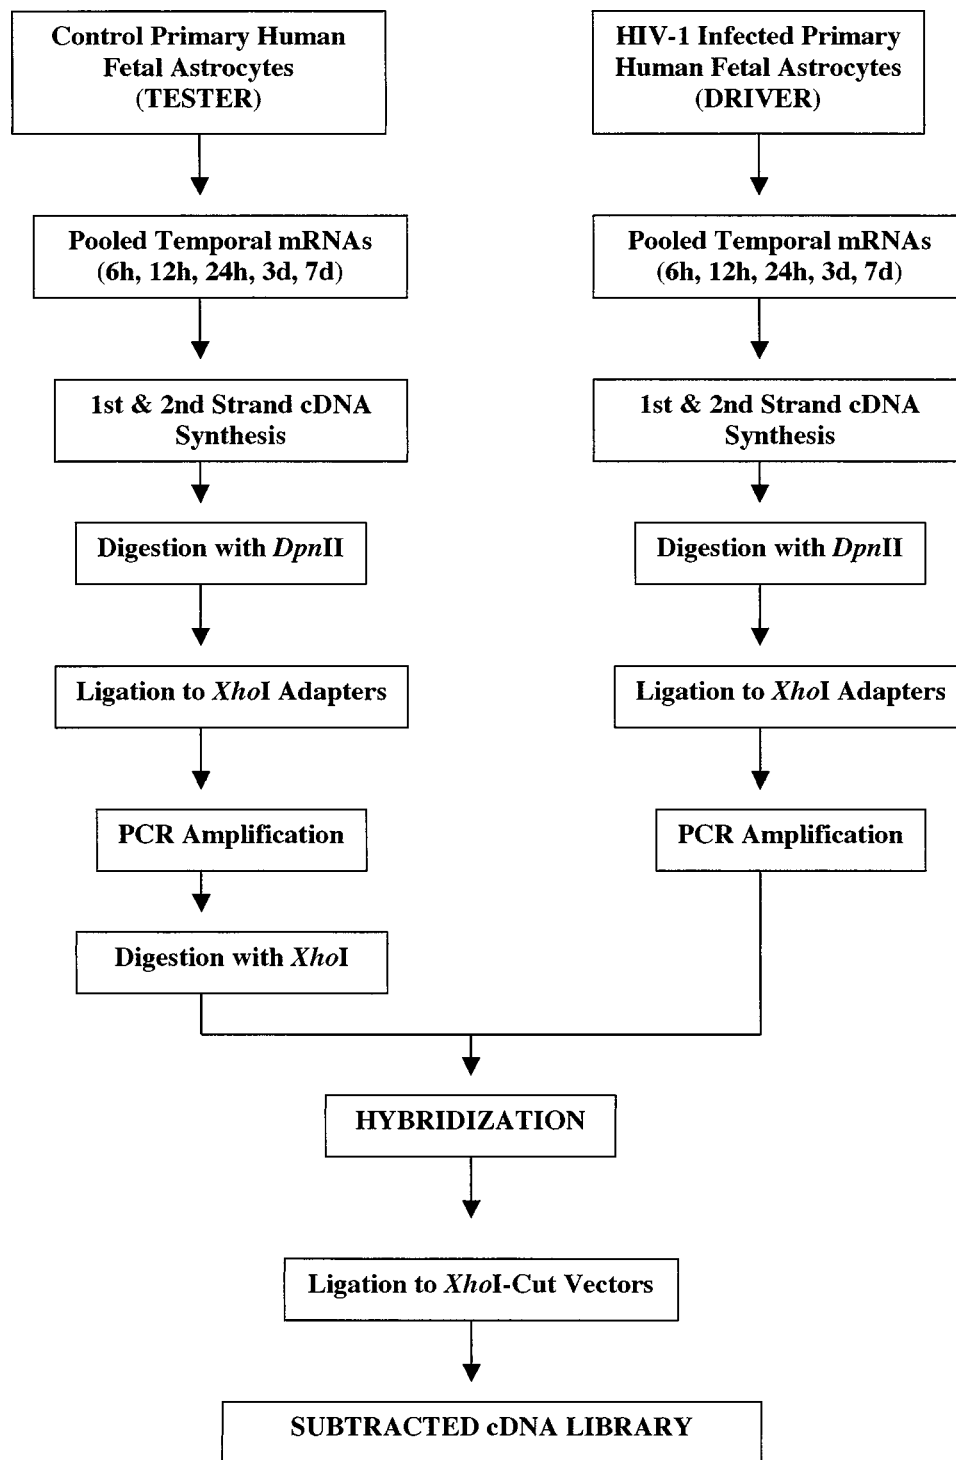 Control Primary Human
Fetal Astrocytes
(TESTER)
HIV-1 Infected Primary
Human Fetal Astrocytes
(DRIVER)
Pooled Temporal mRNAs
(6h, 12h, 24h, 3d, 7d)
Pooled Temporal mRNAs
(6h, 12h, 24h, 3d, 7d)
1st & 2nd Strand cDNA
Synthesis
1st & 2nd Strand cDNA
Synthesis
Digestion with DpnII
Digestion with DpnII
Ligation to XhoI Adapters
Ligation to XhoI Adapters
PCR Amplification
PCR Amplification
Digestion with XhoI
HYBRIDIZATION
Ligation to XhoI-Cut Vectors
SUBTRACTED cDNA LIBRARY